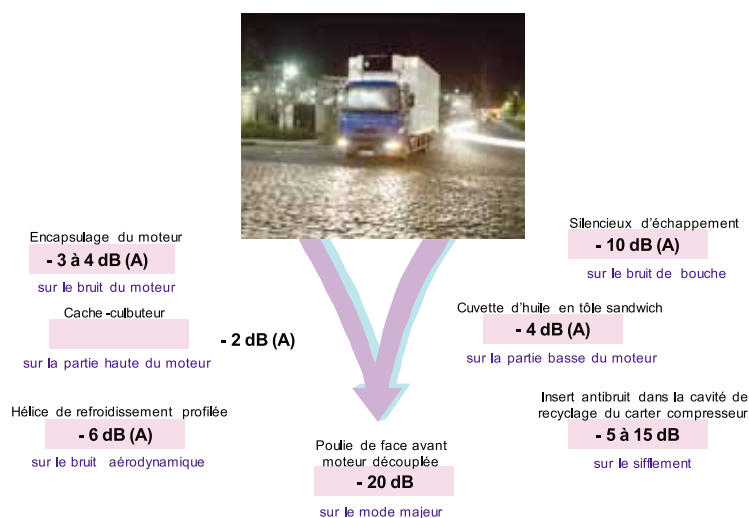 Encapsulage du moteur
- 3 à 4 dB (A)
sur le bruit du moteur
Cache-culbuteur
- 2 dB (A)
sur la partie haute du moteur
Hélice de refroidissement profilée
- 6 dB (A)
sur le bruit aérodynamique
Poulie de face avant
moteur découplée
- 20 dB
sur le mode majeur
Silencieux d'échappement
- 10 dB (A)
sur le bruit de bouche
Cuvette d'huile en tôle sandwich
- 4 dB (A)
sur la partie basse du moteur
Insert antibruit dans la cavité de
recyclage du carter compresseur
- 5 à 15 dB
sur le sifflement